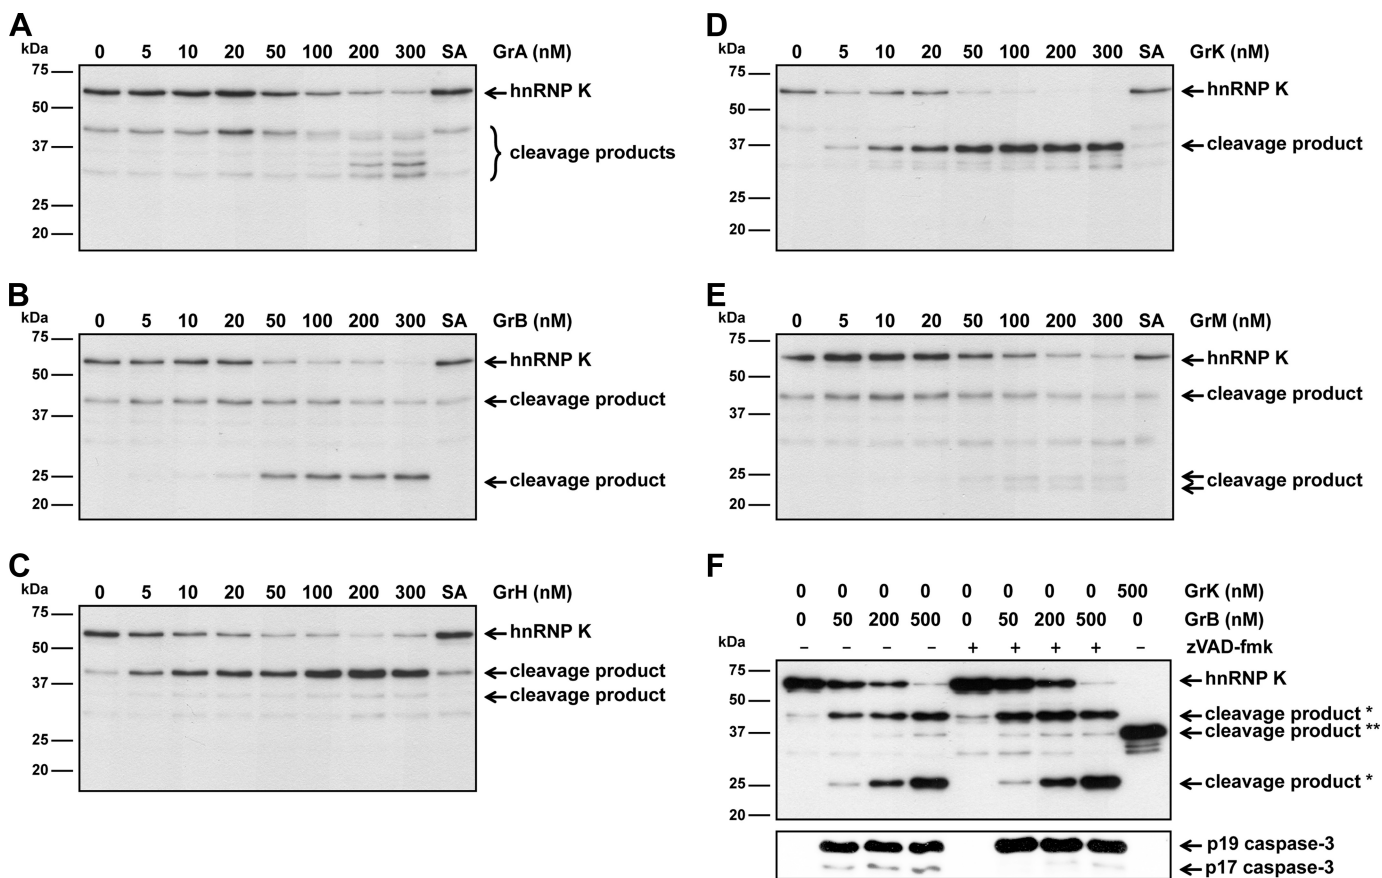 A
kDa 0 5 10 20 50 100 200 300 SA GrA (nM)
75
hnRNP K
50
37
cleavage products
25
20
B
kDa 0 5 10 20 50 100 200 300 SA GrB (nM)
75
hnRNP K
50
cleavage product
37
25
cleavage product
20
C
kDa 0 5 10 20 50 100 200 300 SA GrH (nM)
75
hnRNP K
50
cleavage product
37
cleavage product
25
20
D
kDa 0 5 10 20 50 100 200 300 SA GrK (nM)
75
hnRNP K
50
37
cleavage product
25
20
E
kDa 0 5 10 20 50 100 200 300 SA GrM (nM)
75
hnRNP K
50
cleavage product
37
25
cleavage product
20
F
0 0 0 0 0 0 0 0 500 GrK (nM)
0 50 200 500 0 50 200 500 0 GrB (nM)
kDa – – – – + + + + – zVAD-fmk
75
hnRNP K
50
cleavage product *
37
cleavage product **
25
cleavage product *
20
p19 caspase-3
p17 caspase-3